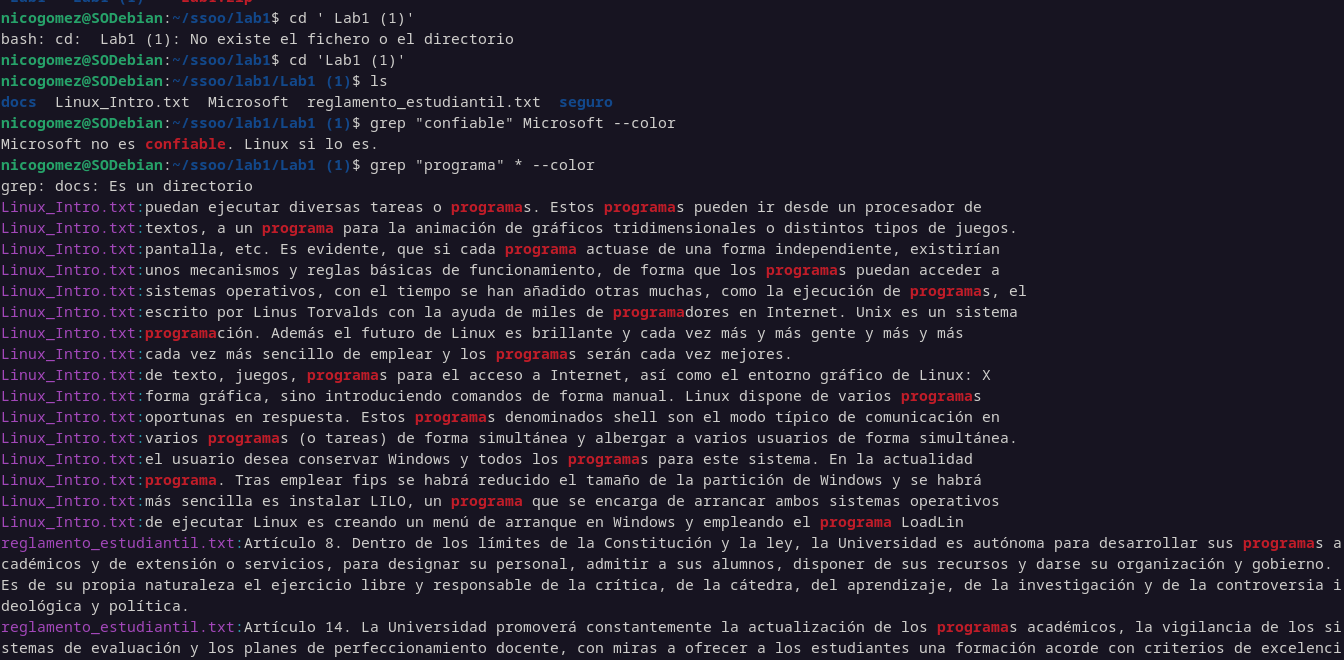 Lab1.zip
nicogomez@SODebian:~/ssoo/lab1$ cd ' Lab1 (1)'
bash: cd:  Lab1 (1): No existe el fichero o el directorio
nicogomez@SODebian:~/ssoo/lab1$ cd 'Lab1 (1)'
nicogomez@SODebian:~/ssoo/lab1/Lab1 (1)$ ls
docs  Linux_Intro.txt  Microsoft  reglamento_estudiantil.txt  seguro
nicogomez@SODebian:~/ssoo/lab1/Lab1 (1)$ grep "confiable" Microsoft --color
Microsoft no es confiable. Linux si lo es.
nicogomez@SODebian:~/ssoo/lab1/Lab1 (1)$ grep "programa" * --color
grep: docs: Es un directorio
Linux_Intro.txt:puedan ejecutar diversas tareas o programas. Estos programas pueden ir desde un procesador de
Linux_Intro.txt:textos, a un programa para la animación de gráficos tridimensionales o distintos tipos de juegos.
Linux_Intro.txt:pantalla, etc. Es evidente, que si cada programa actuase de una forma independiente, existirían
Linux_Intro.txt:unos mecanismos y reglas básicas de funcionamiento, de forma que los programas puedan acceder a
Linux_Intro.txt:sistemas operativos, con el tiempo se han añadido otras muchas, como la ejecución de programas, el
Linux_Intro.txt:escrito por Linus Torvalds con la ayuda de miles de programadores en Internet. Unix es un sistema
Linux_Intro.txt:programación. Además el futuro de Linux es brillante y cada vez más y más gente y más y más
Linux_Intro.txt:cada vez más sencillo de emplear y los programas serán cada vez mejores.
Linux_Intro.txt:de texto, juegos, programas para el acceso a Internet, así como el entorno gráfico de Linux: X
Linux_Intro.txt:forma gráfica, sino introduciendo comandos de forma manual. Linux dispone de varios programas
Linux_Intro.txt:oportunas en respuesta. Estos programas denominados shell son el modo típico de comunicación en
Linux_Intro.txt:varios programas (o tareas) de forma simultánea y albergar a varios usuarios de forma simultánea.
Linux_Intro.txt:el usuario desea conservar Windows y todos los programas para este sistema. En la actualidad
Linux_Intro.txt:programa. Tras emplear fips se habrá reducido el tamaño de la partición de Windows y se habrá
Linux_Intro.txt:más sencilla es instalar LILO, un programa que se encarga de arrancar ambos sistemas operativos
Linux_Intro.txt:de ejecutar Linux es creando un menú de arranque en Windows y empleando el programa LoadLin
reglamento_estudiantil.txt:Artículo 8. Dentro de los límites de la Constitución y la ley, la Universidad es autónoma para desarrollar sus programas a
cadémicos y de extensión o servicios, para designar su personal, admitir a sus alumnos, disponer de sus recursos y darse su organización y gobierno.
Es de su propia naturaleza el ejercicio libre y responsable de la crítica, de la cátedra, del aprendizaje, de la investigación y de la controversia i
deológica y política.
reglamento_estudiantil.txt:Artículo 14. La Universidad promoverá constantemente la actualización de los programas académicos, la vigilancia de los si
stemas de evaluación y los planes de perfeccionamiento docente, con miras a ofrecer a los estudiantes una formación acorde con criterios de excelenci